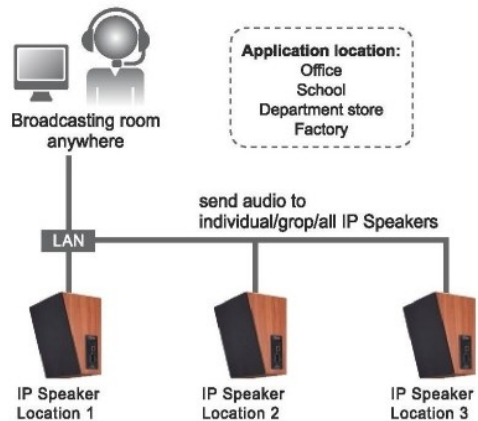 Application location:
Office
School
Department store
Factory
Broadcasting room
anywhere
send audio to
individual/grop/all IP Speakers
LAN
IP Speaker
Location 1
IP Speaker
Location 2
IP Speaker
Location 3